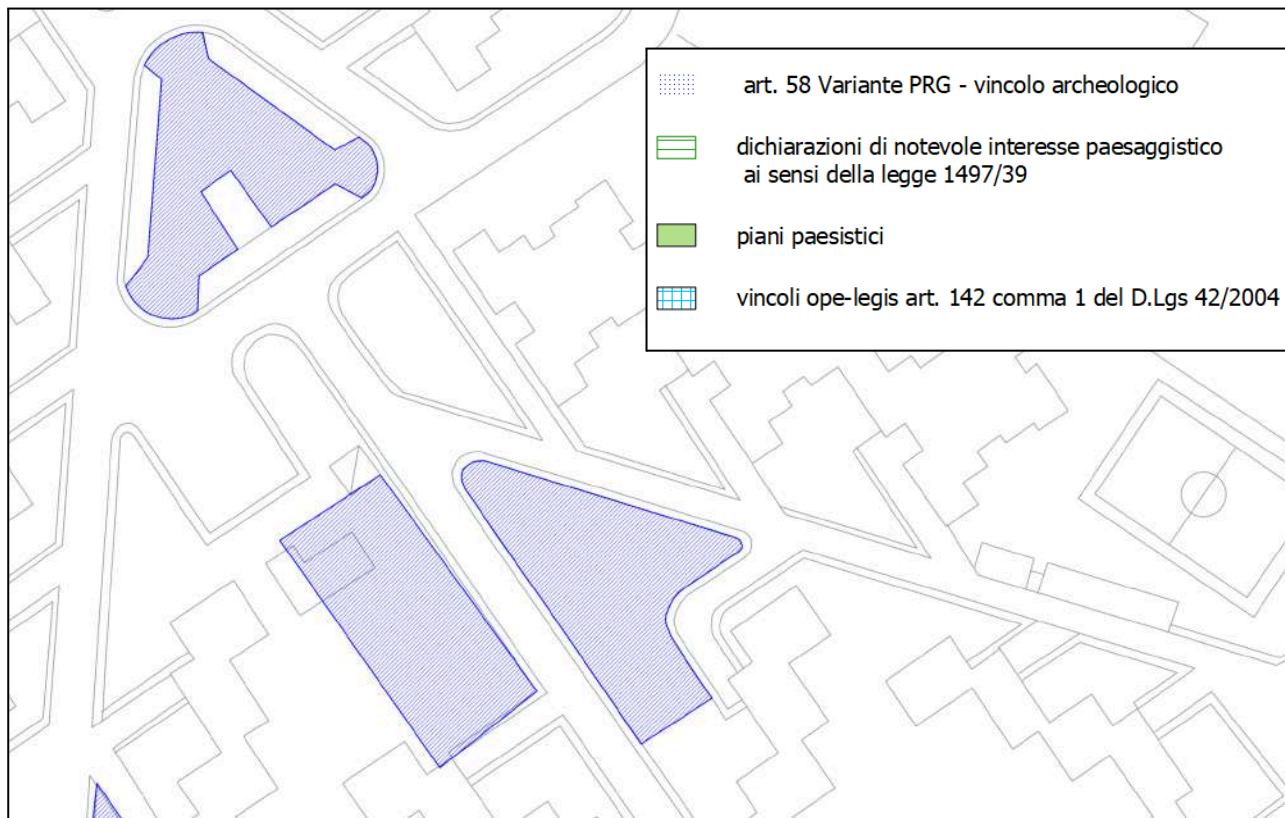 art. 58 Variante PRG - vincolo archeologico
dichiarazioni di notevole interesse paesaggistico
ai sensi della legge 1497/39
piani paesistici
vincoli ope-legis art. 142 comma 1 del D.Lgs 42/2004